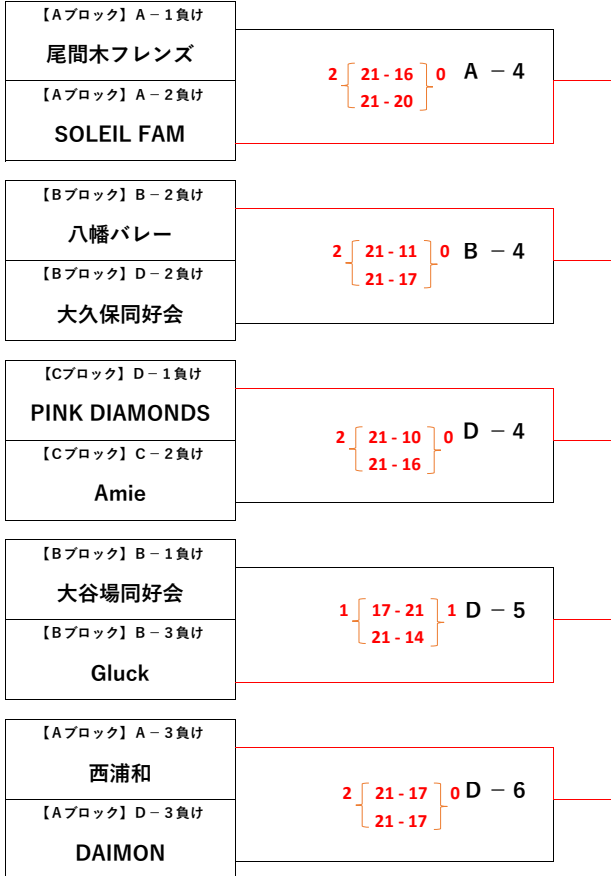 【Aブロック】A－1負け
尾間木フレンズ
2 21 - 16 0 A －4
21 - 20
【Aブロック】A－2負け
SOLEIL FAM
【Bブロック】B－2負け
八幡バレー
2 21 - 11 0 B －4
21 - 17
【Bブロック】D－2負け
大久保同好会
【Cブロック】D－1負け
PINK DIAMONDS
2 21 - 10 0 D －4
21 - 16
【Cブロック】C－2負け
Amie
【Bブロック】B－1負け
大谷場同好会
1 17 - 21 1 D －5
21 - 14
【Bブロック】B－3負け
Gluck
【Aブロック】A－3負け
西浦和
2 21 - 17 0 D －6
21 - 17
【Aブロック】D－3負け
DAIMON